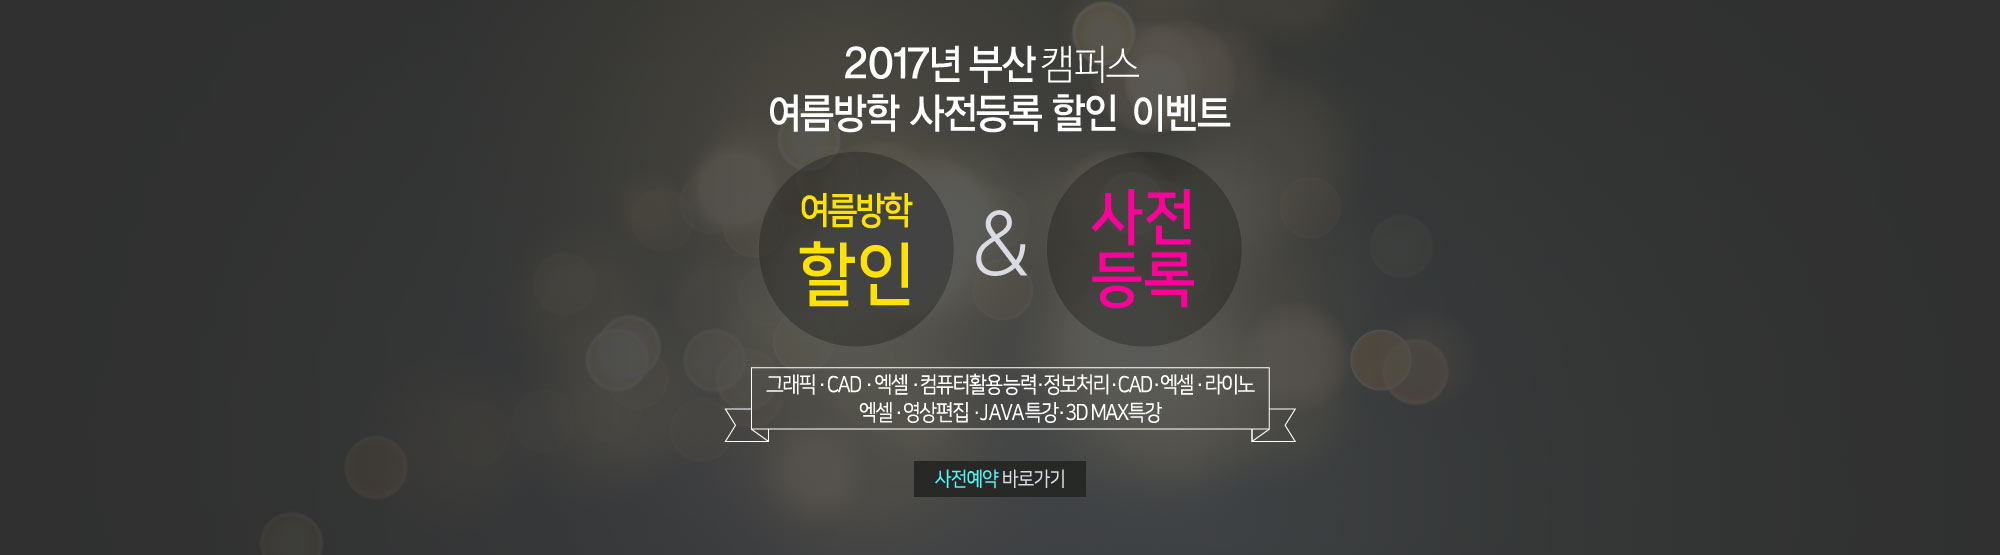 2017년 부산 캠퍼스
여름방학 사전등록 할인 이벤트
여름방학
할인
&
사전
등록
그래픽 · CAD · 엑셀 · 컴퓨터활용능력·정보처리·CAD·엑셀· 라이노
엑셀·영상편집 ·JAVA특강·3D MAX특강
사전예약 바로가기